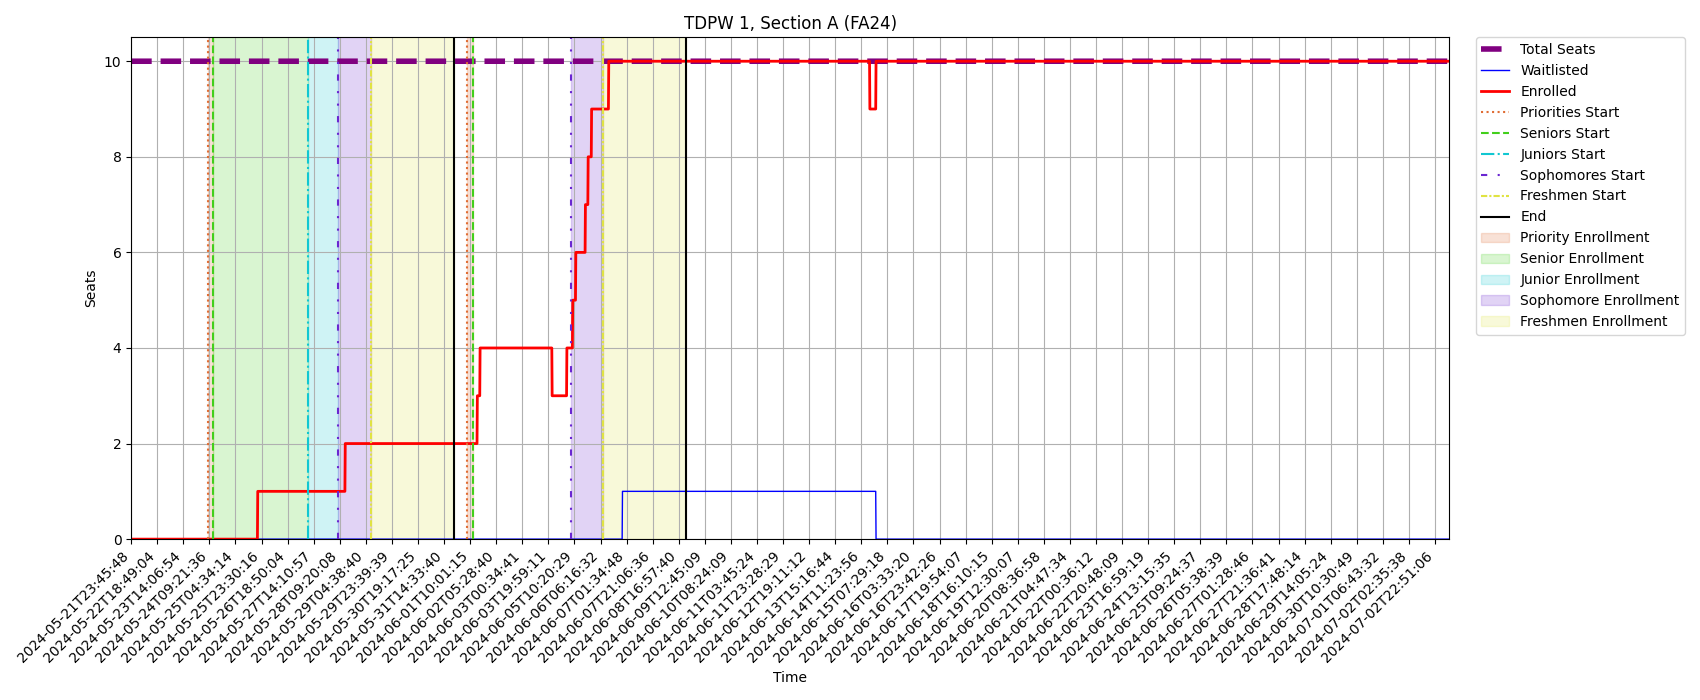 TDPW 1, Section A (FA24)
Seats
10
8
6
4
2
0
2024-05-21T23:45:48
2024-05-22T18:49:04
2024-05-23T14:06:54
2024-05-24T09:21:36
2024-05-25T04:34:14
2024-05-25T23:30:16
2024-05-26T18:50:04
2024-05-27T14:10:57
2024-05-28T09:20:08
2024-05-29T04:38:40
2024-05-29T23:39:39
2024-05-30T19:17:25
2024-05-31T14:33:40
2024-06-01T10:01:15
2024-06-02T05:28:40
2024-06-03T00:34:41
2024-06-03T19:59:11
2024-06-05T10:20:29
2024-06-06T06:16:32
2024-06-07T01:34:48
2024-06-07T21:06:36
2024-06-08T16:57:40
2024-06-09T12:45:09
2024-06-10T08:24:09
2024-06-11T03:45:24
2024-06-11T23:28:29
2024-06-12T19:11:12
2024-06-13T15:16:44
2024-06-14T11:23:56
2024-06-15T07:29:18
2024-06-16T03:33:20
2024-06-16T23:42:26
2024-06-17T19:54:07
2024-06-18T16:10:15
2024-06-19T12:30:07
2024-06-20T08:36:58
2024-06-21T04:47:34
2024-06-22T00:36:12
2024-06-22T20:48:09
2024-06-23T16:59:19
2024-06-24T13:15:35
2024-06-25T09:24:37
2024-06-26T05:38:39
2024-06-27T01:28:46
2024-06-27T21:36:41
2024-06-28T17:48:14
2024-06-29T14:05:24
2024-06-30T10:30:49
2024-07-01T06:43:32
2024-07-02T02:35:38
2024-07-02T22:51:06
Time
Total Seats
Waitlisted
Enrolled
Priorities Start
Seniors Start
Juniors Start
Sophomores Start
Freshmen Start
End
Priority Enrollment
Senior Enrollment
Junior Enrollment
Sophomore Enrollment
Freshmen Enrollment